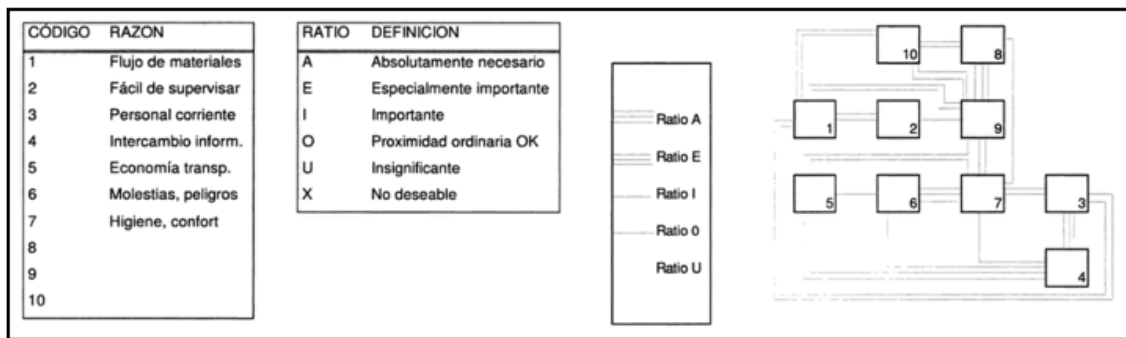 CÓDIGO RAZON
1 Flujo de materiales
2 Fácil de supervisar
3 Personal corriente
4 Intercambio inform.
5 Economía transp.
6 Molestias, peligros
7 Higiene, confort
8
9
10
RATIO DEFINICION
A Absolutamente necesario
E Especialmente importante
I Importante
O Proximidad ordinaria OK
U Insignificante
X No deseable
Ratio A
Ratio E
Ratio I
Ratio 0
Ratio U
10 8
1 2 9
5 6 7 3
4